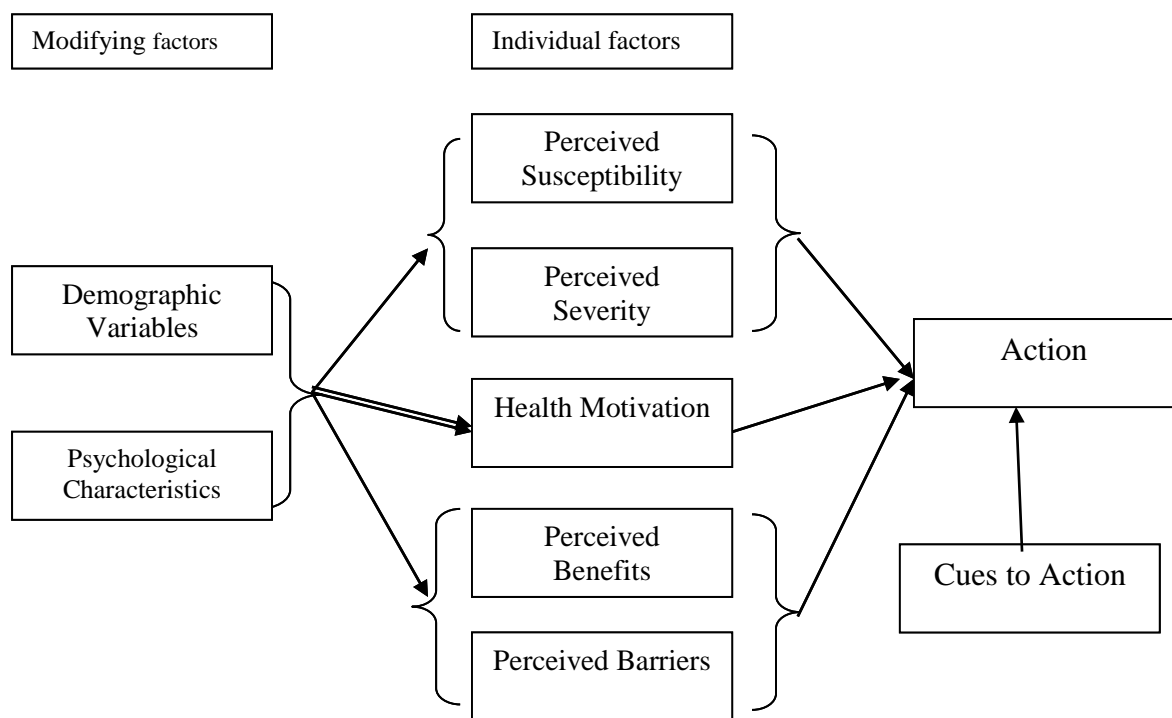 Modifying factors
Individual factors
Perceived
Susceptibility
Perceived
Severity
Demographic
Variables
Action
Health Motivation
Psychological
Characteristics
Perceived
Benefits
Cues to Action
Perceived Barriers